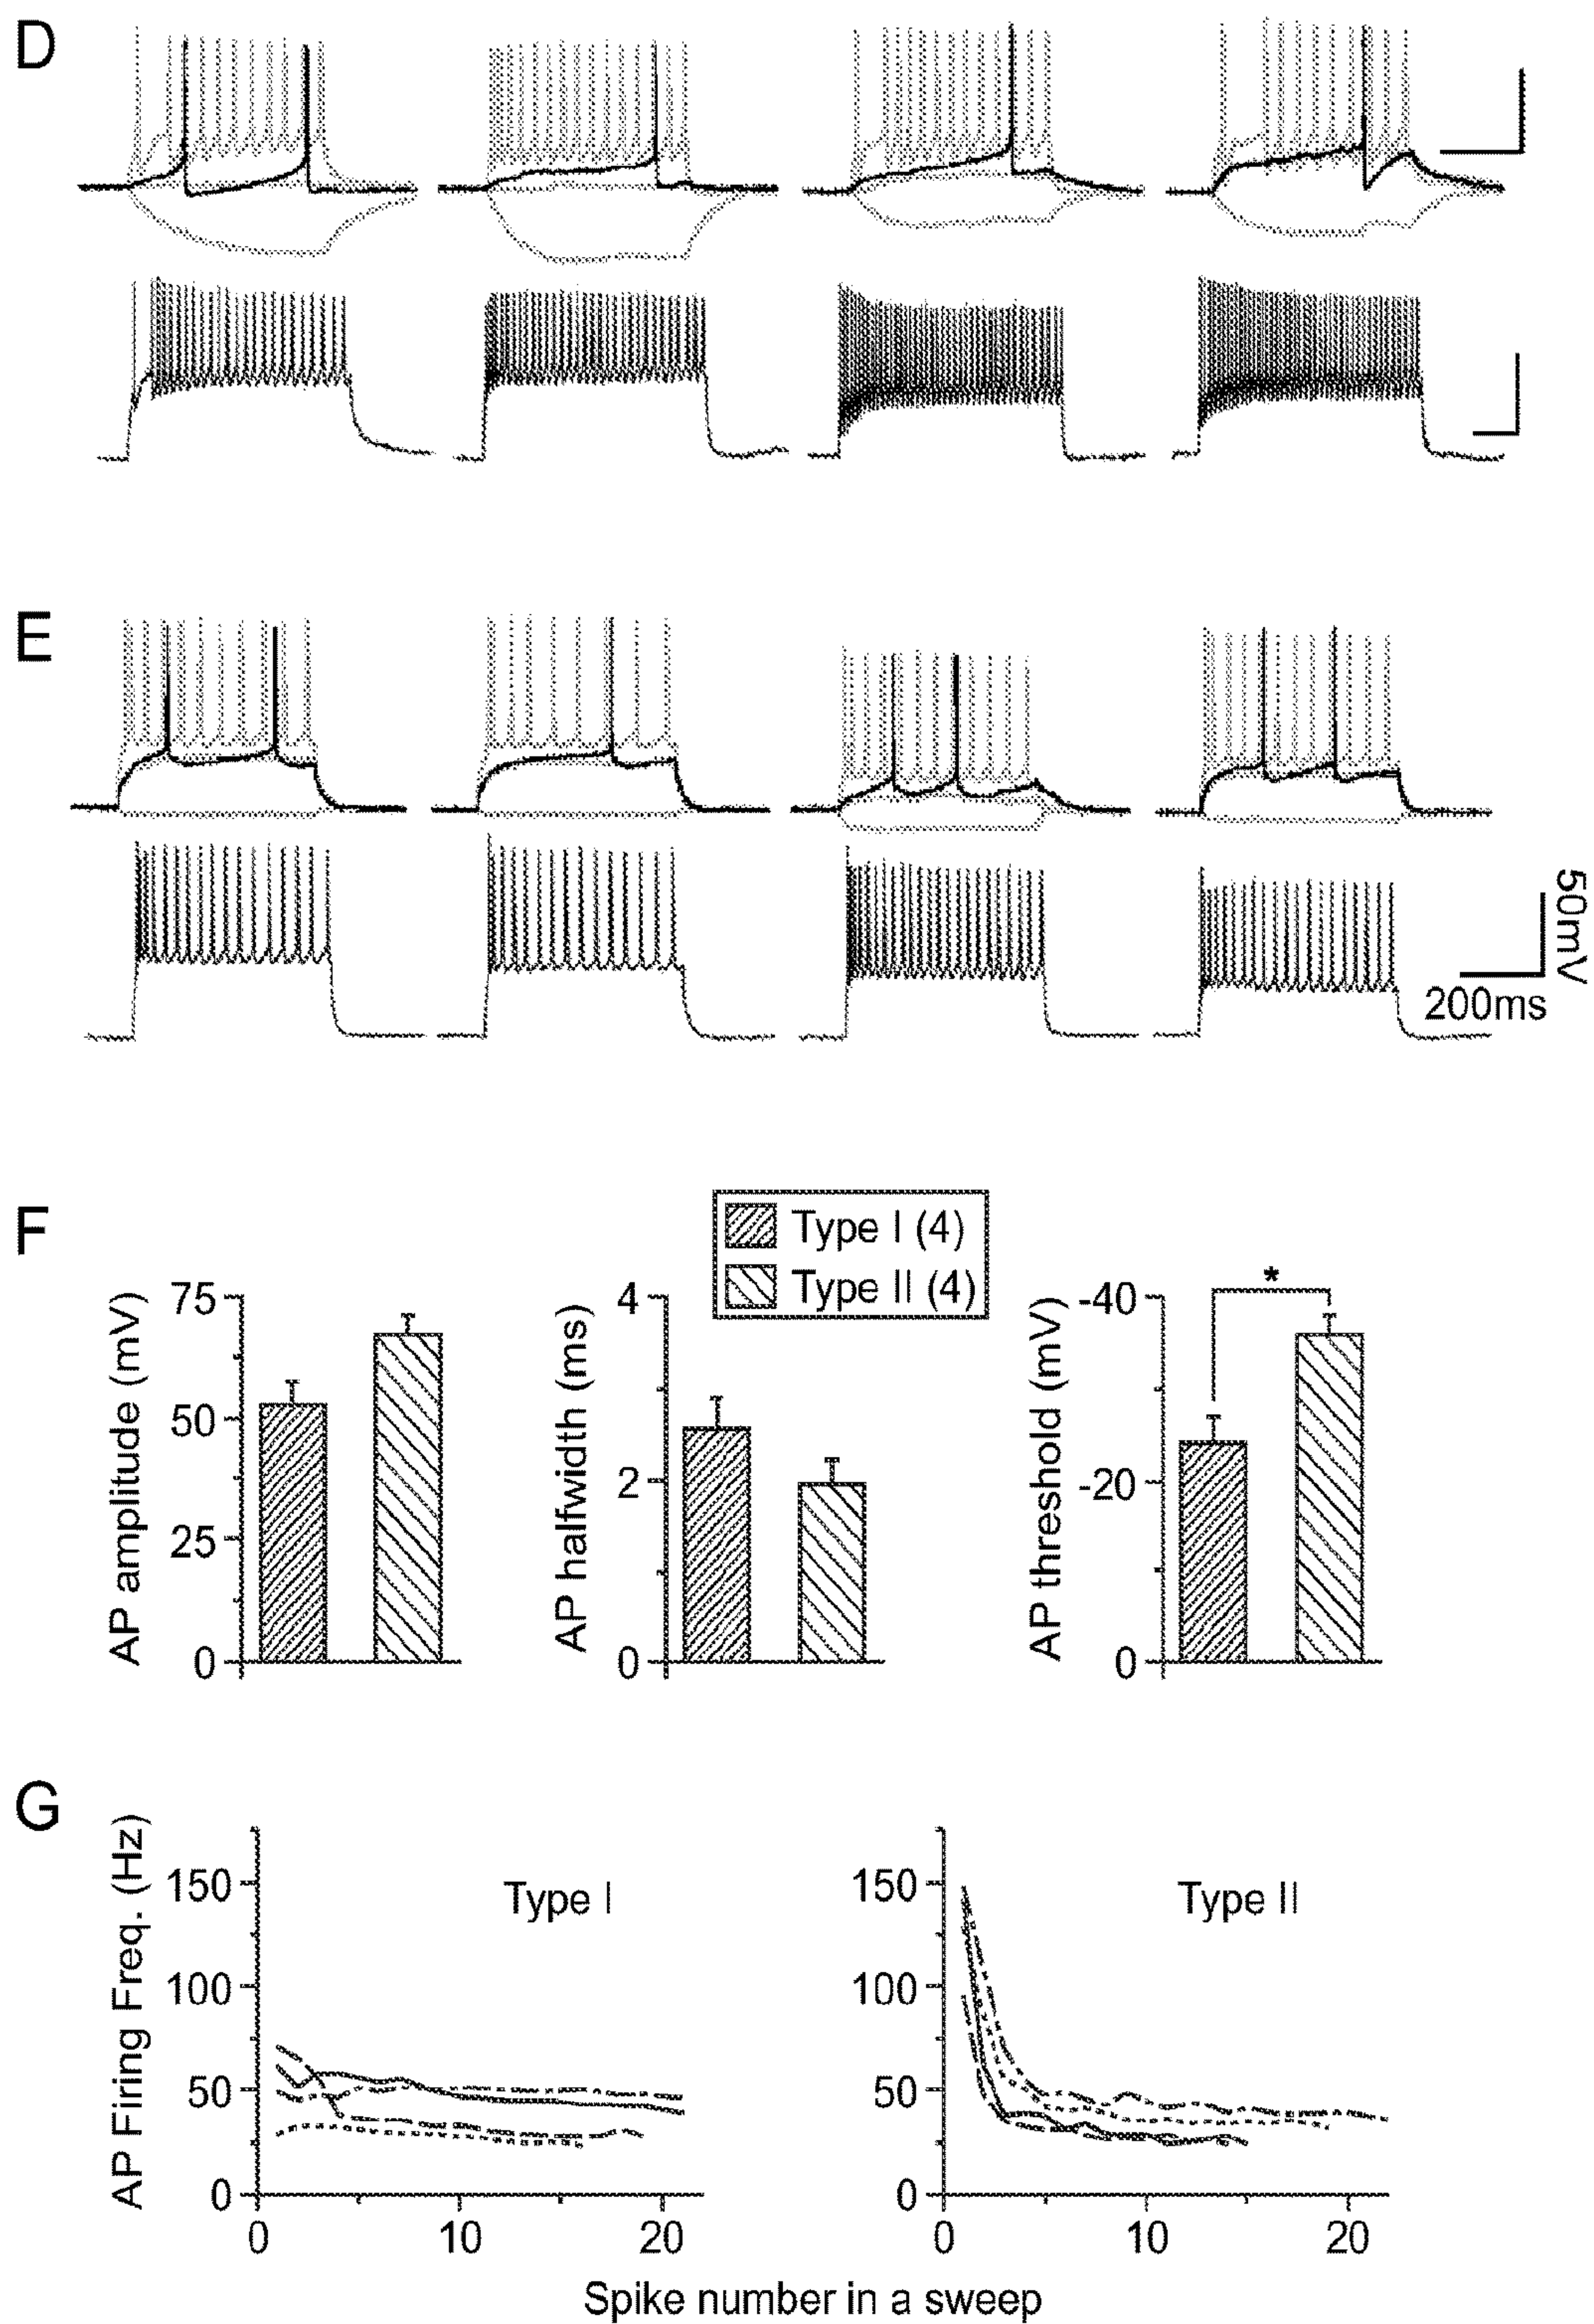 D
E
50mV
200ms
F
Type I (4)
Type II (4)
AP amplitude (mV)
75
50
25
0
AP halfwidth (ms)
4
2
0
AP threshold (mV)
-40
-20
0
*
G
AP Firing Freq. (Hz)
150
100
50
0
Type I
0 10 20
150
100
50
0
Type II
0 10 20
Spike number in a sweep